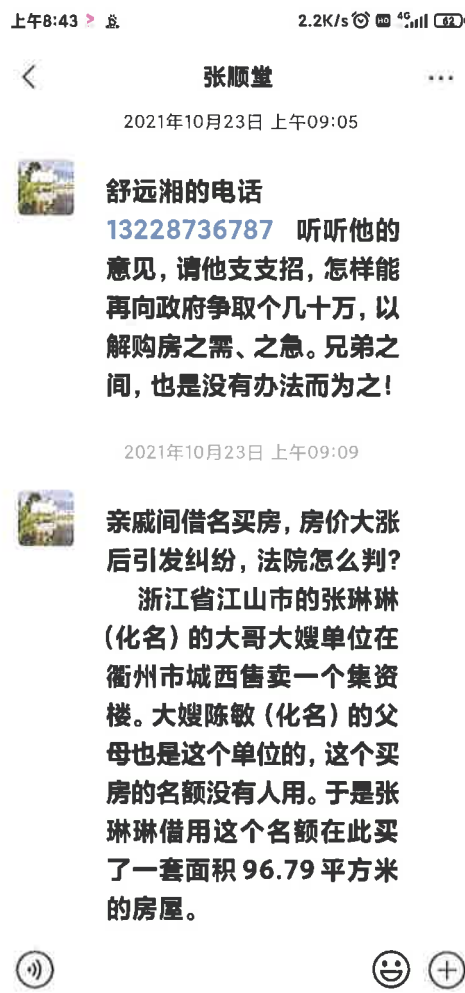 上午8:43
2.2K/s HD 4G 62
张顺堂
2021年10月23日 上午09:05
舒远湘的电话
13228736787 听听他的
意见，请他支支招，怎样能
再向政府争取个几十万，以
解购房之需、之急。兄弟之
间，也是没有办法而为之！
2021年10月23日 上午09:09
亲戚间借名买房，房价大涨
后引发纠纷，法院怎么判？
浙江省江山市的张琳琳
（化名）的大哥大嫂单位在
衢州市城西售卖一个集资
楼。大嫂陈敏（化名）的父
母也是这个单位的，这个买
房的名额没有人用。于是张
琳琳借用这个名额在此买
了一套面积 96.79 平方米
的房屋。